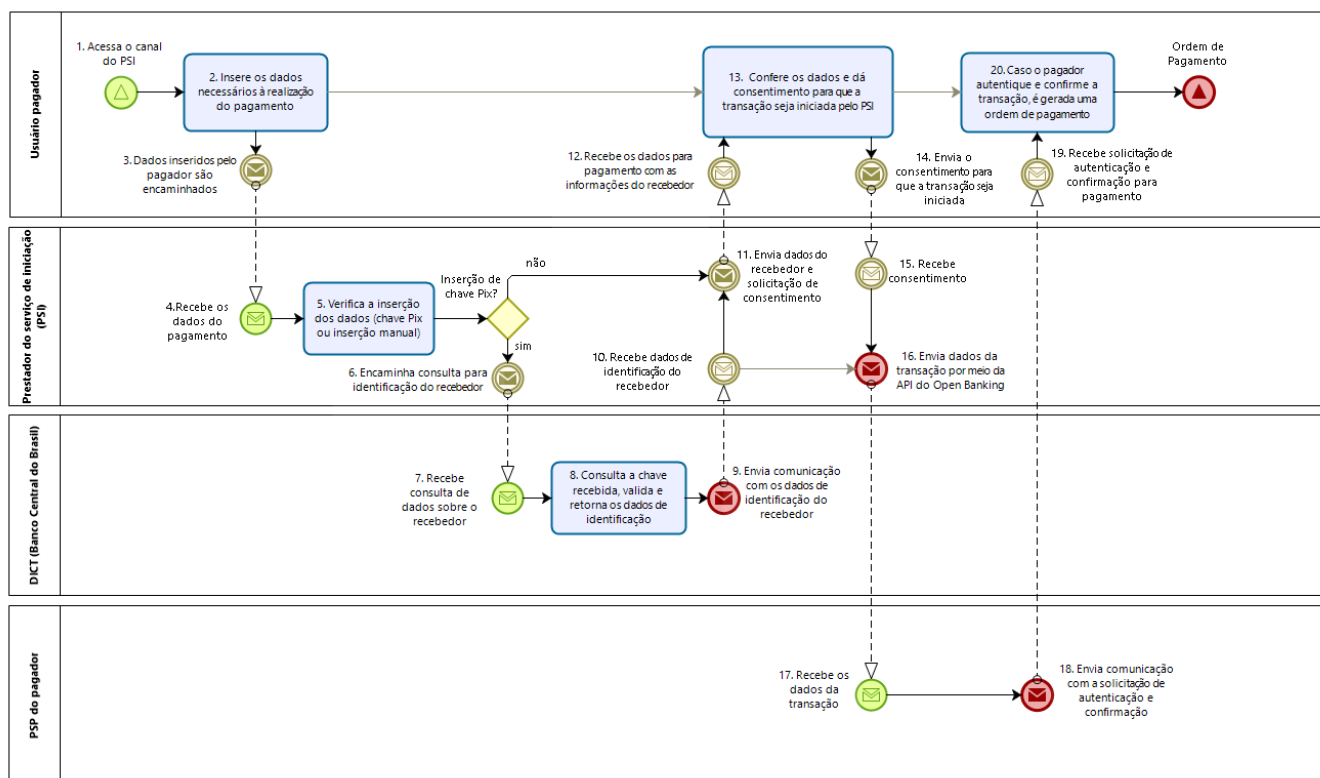 Usuário pagador
1. Acessa o canal
do PSI
2. Insere os dados
necessários à realização
do pagamento
3. Dados inseridos pelo
pagador são
encaminhados
12. Recebe os dados para
pagamento com as
informações do recebedor
13. Confere os dados e dá
consentimento para que a
transação seja iniciada pelo PSI
14. Envia o
consentimento para
que a transação seja
iniciada
20. Caso o pagador
autentique e confirme a
transação, é gerada uma
ordem de pagamento
19. Recebe solicitação de
autenticação e
confirmação para
pagamento
Ordem de
Pagamento
Prestador do serviço de iniciação
(PSI)
4.Recebe os
dados do
pagamento
5. Verifica a inserção
dos dados (chave Pix
ou inserção manual)
Inserção de
chave Pix?
não
sim
6. Encaminha consulta para
identificação do recebedor
11. Envia dados do
recebedor e
solicitação de
consentimento
10. Recebe dados de
identificação do
recebedor
15. Recebe
consentimento
16. Envia dados da
transação por meio da
API do Open Banking
DICT (Banco Central do Brasil)
7. Recebe
consulta de
dados sobre o
recebedor
8. Consulta a chave
recebida, valida e
retorna os dados de
identificação
9. Envia comunicação
com os dados de
identificação do
recebedor
PSP do pagador
17. Recebe os
dados da
transação
18. Envia comunicação
com a solicitação de
autenticação e
confirmação